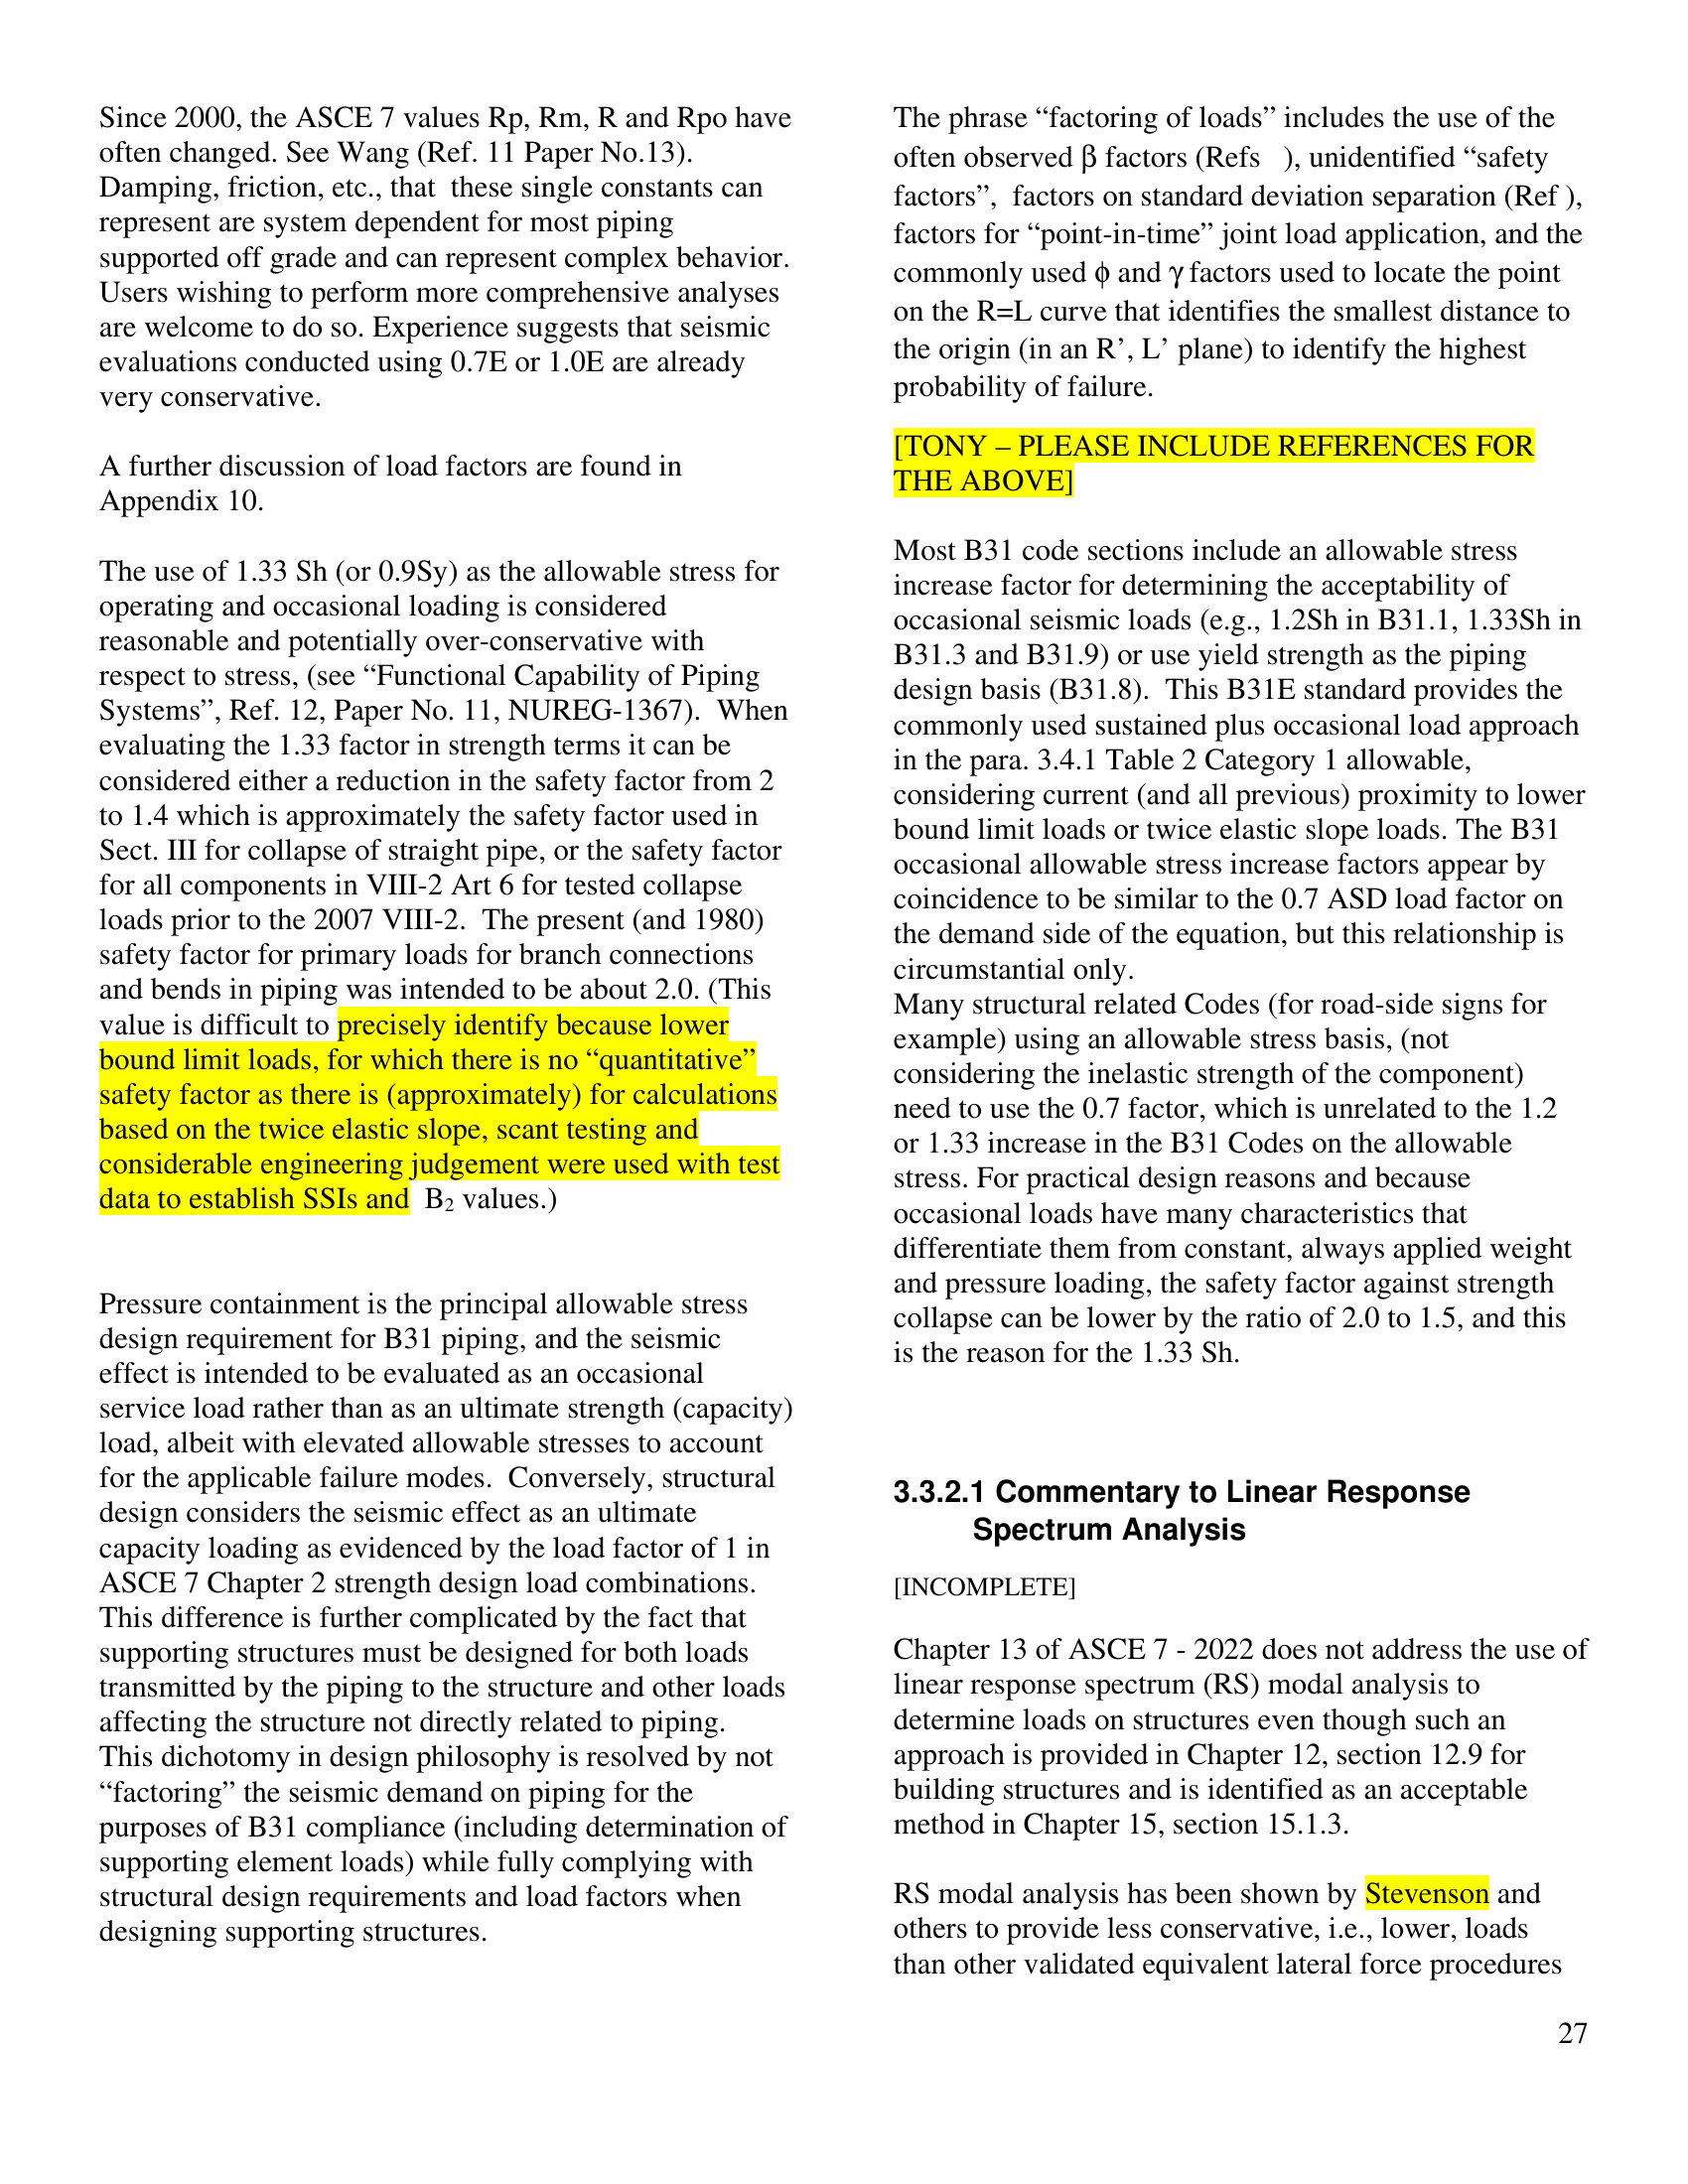 Since 2000, the ASCE 7 values Rp, Rm, R and Rpo have
often changed. See Wang (Ref. 11 Paper No.13).
Damping, friction, etc., that  these single constants can
represent are system dependent for most piping
supported off grade and can represent complex behavior.
Users wishing to perform more comprehensive analyses
are welcome to do so. Experience suggests that seismic
evaluations conducted using 0.7E or 1.0E are already
very conservative.
A further discussion of load factors are found in
Appendix 10.
The use of 1.33 Sh (or 0.9Sy) as the allowable stress for
operating and occasional loading is considered
reasonable and potentially over-conservative with
respect to stress, (see “Functional Capability of Piping
Systems”, Ref. 12, Paper No. 11, NUREG-1367).  When
evaluating the 1.33 factor in strength terms it can be
considered either a reduction in the safety factor from 2
to 1.4 which is approximately the safety factor used in
Sect. III for collapse of straight pipe, or the safety factor
for all components in VIII-2 Art 6 for tested collapse
loads prior to the 2007 VIII-2.  The present (and 1980)
safety factor for primary loads for branch connections
and bends in piping was intended to be about 2.0. (This
value is difficult to precisely identify because lower
bound limit loads, for which there is no “quantitative”
safety factor as there is (approximately) for calculations
based on the twice elastic slope, scant testing and
considerable engineering judgement were used with test
data to establish SSIs and  B₂ values.)
Pressure containment is the principal allowable stress
design requirement for B31 piping, and the seismic
effect is intended to be evaluated as an occasional
service load rather than as an ultimate strength (capacity)
load, albeit with elevated allowable stresses to account
for the applicable failure modes.  Conversely, structural
design considers the seismic effect as an ultimate
capacity loading as evidenced by the load factor of 1 in
ASCE 7 Chapter 2 strength design load combinations.
This difference is further complicated by the fact that
supporting structures must be designed for both loads
transmitted by the piping to the structure and other loads
affecting the structure not directly related to piping.
This dichotomy in design philosophy is resolved by not
“factoring” the seismic demand on piping for the
purposes of B31 compliance (including determination of
supporting element loads) while fully complying with
structural design requirements and load factors when
designing supporting structures.
The phrase “factoring of loads” includes the use of the
often observed β factors (Refs   ), unidentified “safety
factors”,  factors on standard deviation separation (Ref ),
factors for “point-in-time” joint load application, and the
commonly used ϕ and γ factors used to locate the point
on the R=L curve that identifies the smallest distance to
the origin (in an R’, L’ plane) to identify the highest
probability of failure.
[TONY – PLEASE INCLUDE REFERENCES FOR
THE ABOVE]
Most B31 code sections include an allowable stress
increase factor for determining the acceptability of
occasional seismic loads (e.g., 1.2Sh in B31.1, 1.33Sh in
B31.3 and B31.9) or use yield strength as the piping
design basis (B31.8).  This B31E standard provides the
commonly used sustained plus occasional load approach
in the para. 3.4.1 Table 2 Category 1 allowable,
considering current (and all previous) proximity to lower
bound limit loads or twice elastic slope loads. The B31
occasional allowable stress increase factors appear by
coincidence to be similar to the 0.7 ASD load factor on
the demand side of the equation, but this relationship is
circumstantial only.
Many structural related Codes (for road-side signs for
example) using an allowable stress basis, (not
considering the inelastic strength of the component)
need to use the 0.7 factor, which is unrelated to the 1.2
or 1.33 increase in the B31 Codes on the allowable
stress. For practical design reasons and because
occasional loads have many characteristics that
differentiate them from constant, always applied weight
and pressure loading, the safety factor against strength
collapse can be lower by the ratio of 2.0 to 1.5, and this
is the reason for the 1.33 Sh.
3.3.2.1 Commentary to Linear Response
Spectrum Analysis
[INCOMPLETE]
Chapter 13 of ASCE 7 - 2022 does not address the use of
linear response spectrum (RS) modal analysis to
determine loads on structures even though such an
approach is provided in Chapter 12, section 12.9 for
building structures and is identified as an acceptable
method in Chapter 15, section 15.1.3.
RS modal analysis has been shown by Stevenson and
others to provide less conservative, i.e., lower, loads
than other validated equivalent lateral force procedures
27